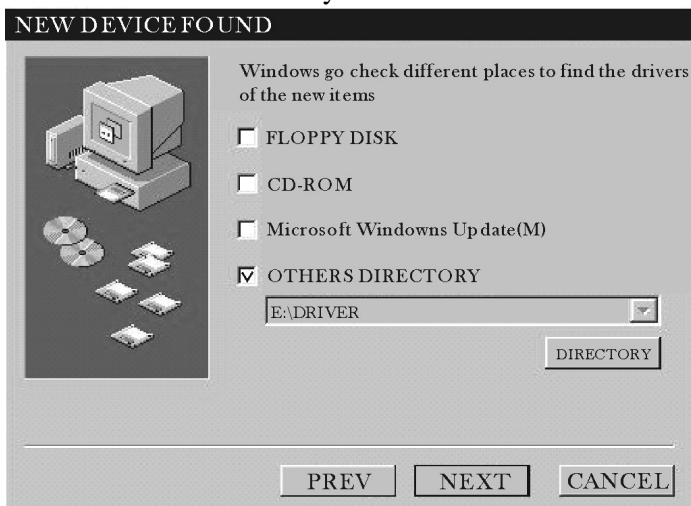 NEW DEVICE FOUND
Windows go check different places to find the drivers
of the new items
FLOPPY DISK
CD-ROM
Microsoft Windowns Update(M)
OTHERS DIRECTORY
E:\DRIVER
DIRECTORY
PREV NEXT CANCEL